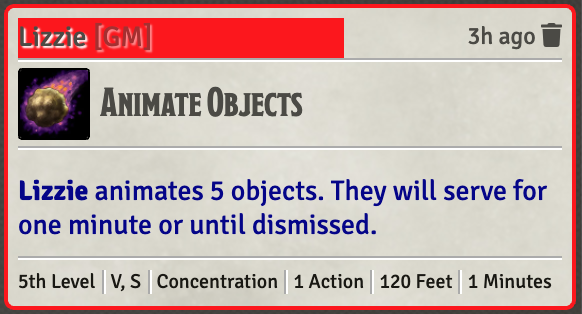 Lizzie [GM] 3h ago
Animate Objects
Lizzie animates 5 objects. They will serve for
one minute or until dismissed.
5th Level | V, S | Concentration | 1 Action | 120 Feet | 1 Minutes